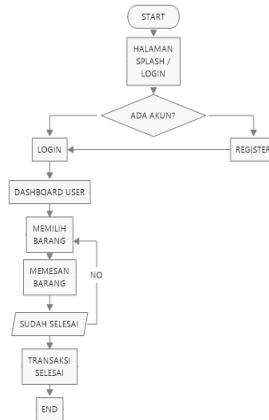 START
HALAMAN
SPLASH /
LOGIN
ADA AKUN?
LOGIN
REGISTER
DASHBOARD USER
MEMILIH
BARANG
MEMESAN
BARANG
NO
SUDAH SELESAI
TRANSAKSI
SELESAI
END